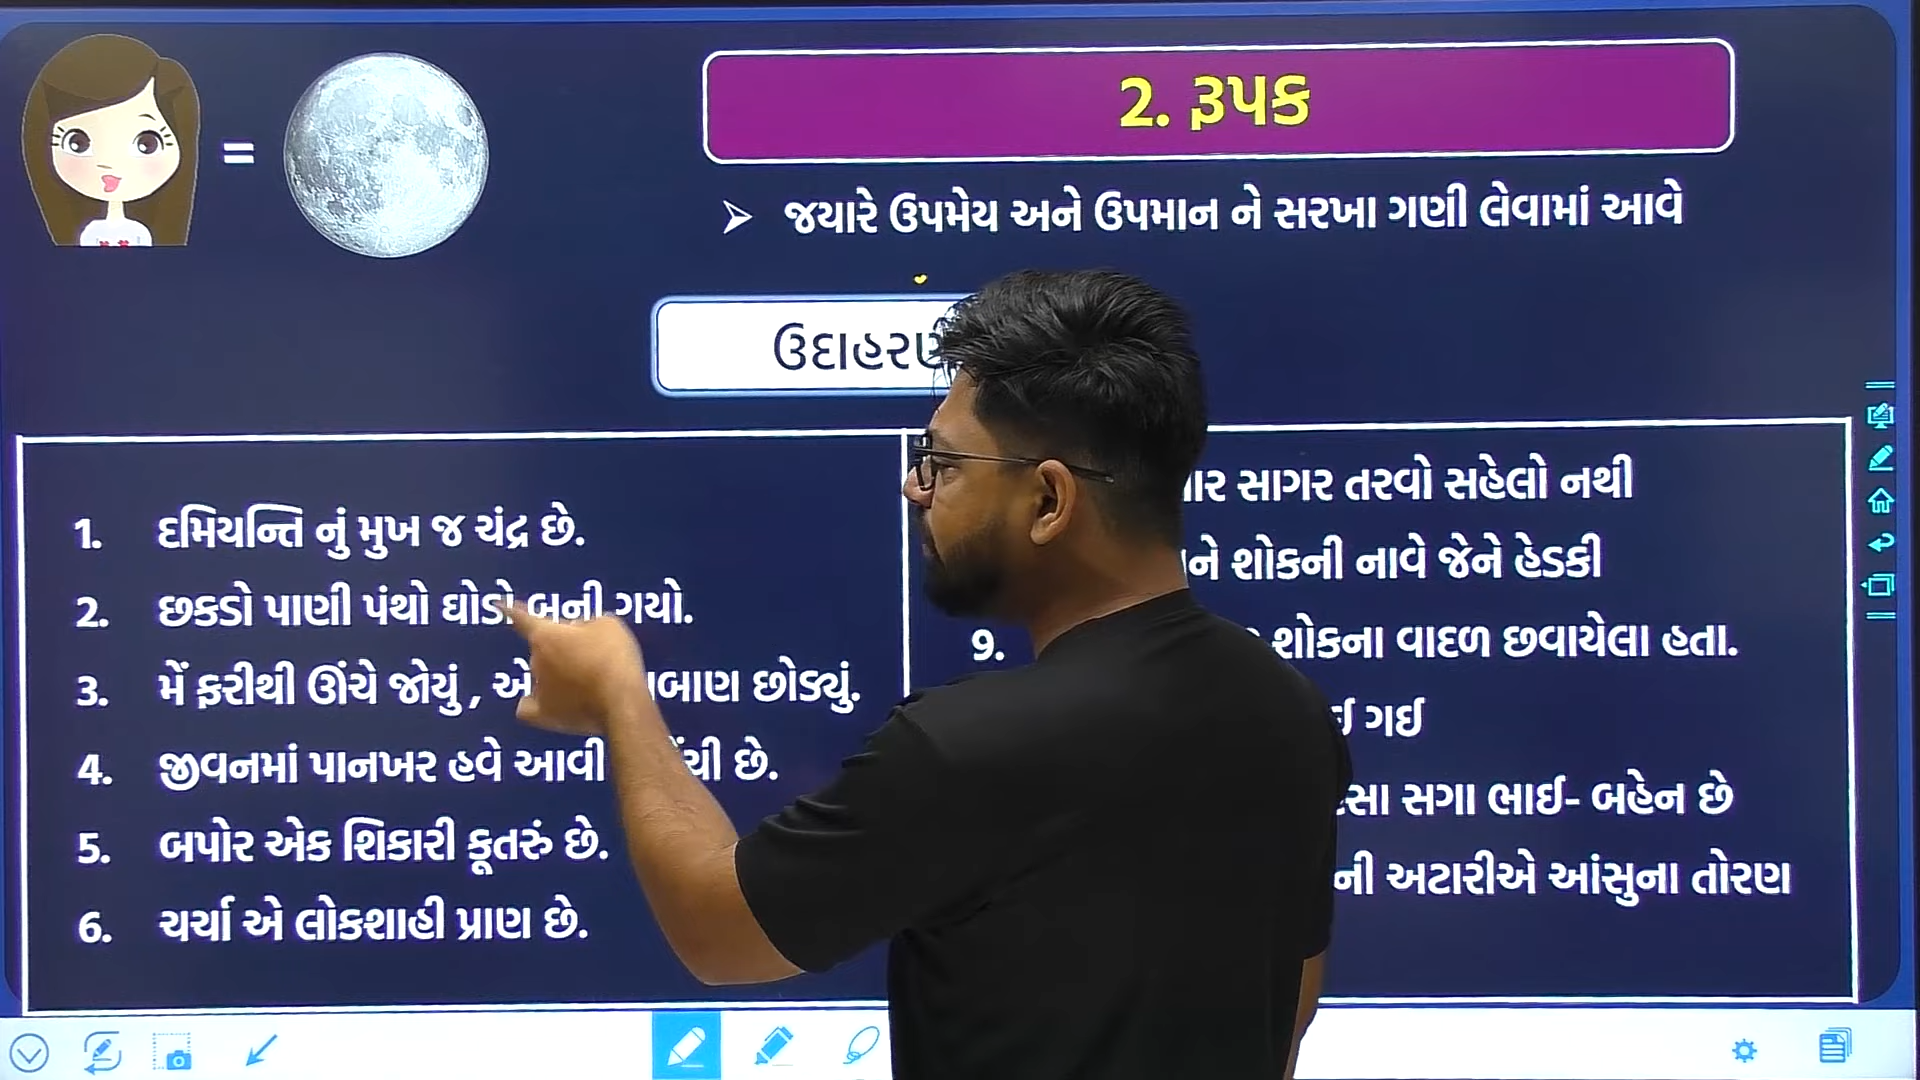 =
2. રૂપક
➤ જયારે ઉપમેય અને ઉપમાન ને સરખા ગણી લેવામાં આવે
1. દમિયન્તિ નું મુખ જ ચંદ્ર છે.
2. છકડો પાણી પંથો ઘોડો બની ગયો.
3. મેં ફરીથી ઊંચે જોયું , છોડ્યું.
4. જીવનમાં પાનખર હવે આવી છે.
5. બપોર એક શિકારી કૂતરું છે.
6. ચર્ચા એ લોકશાહી પ્રાણ છે.
સાગર તરવો સહેલો નથી
શોકની નાવે જેને હેડકી
9. શોકના વાદળ છવાયેલા હતા.
ગઈ
સગા ભાઈ- બહેન છે
અટારીએ આંસુના તોરણ